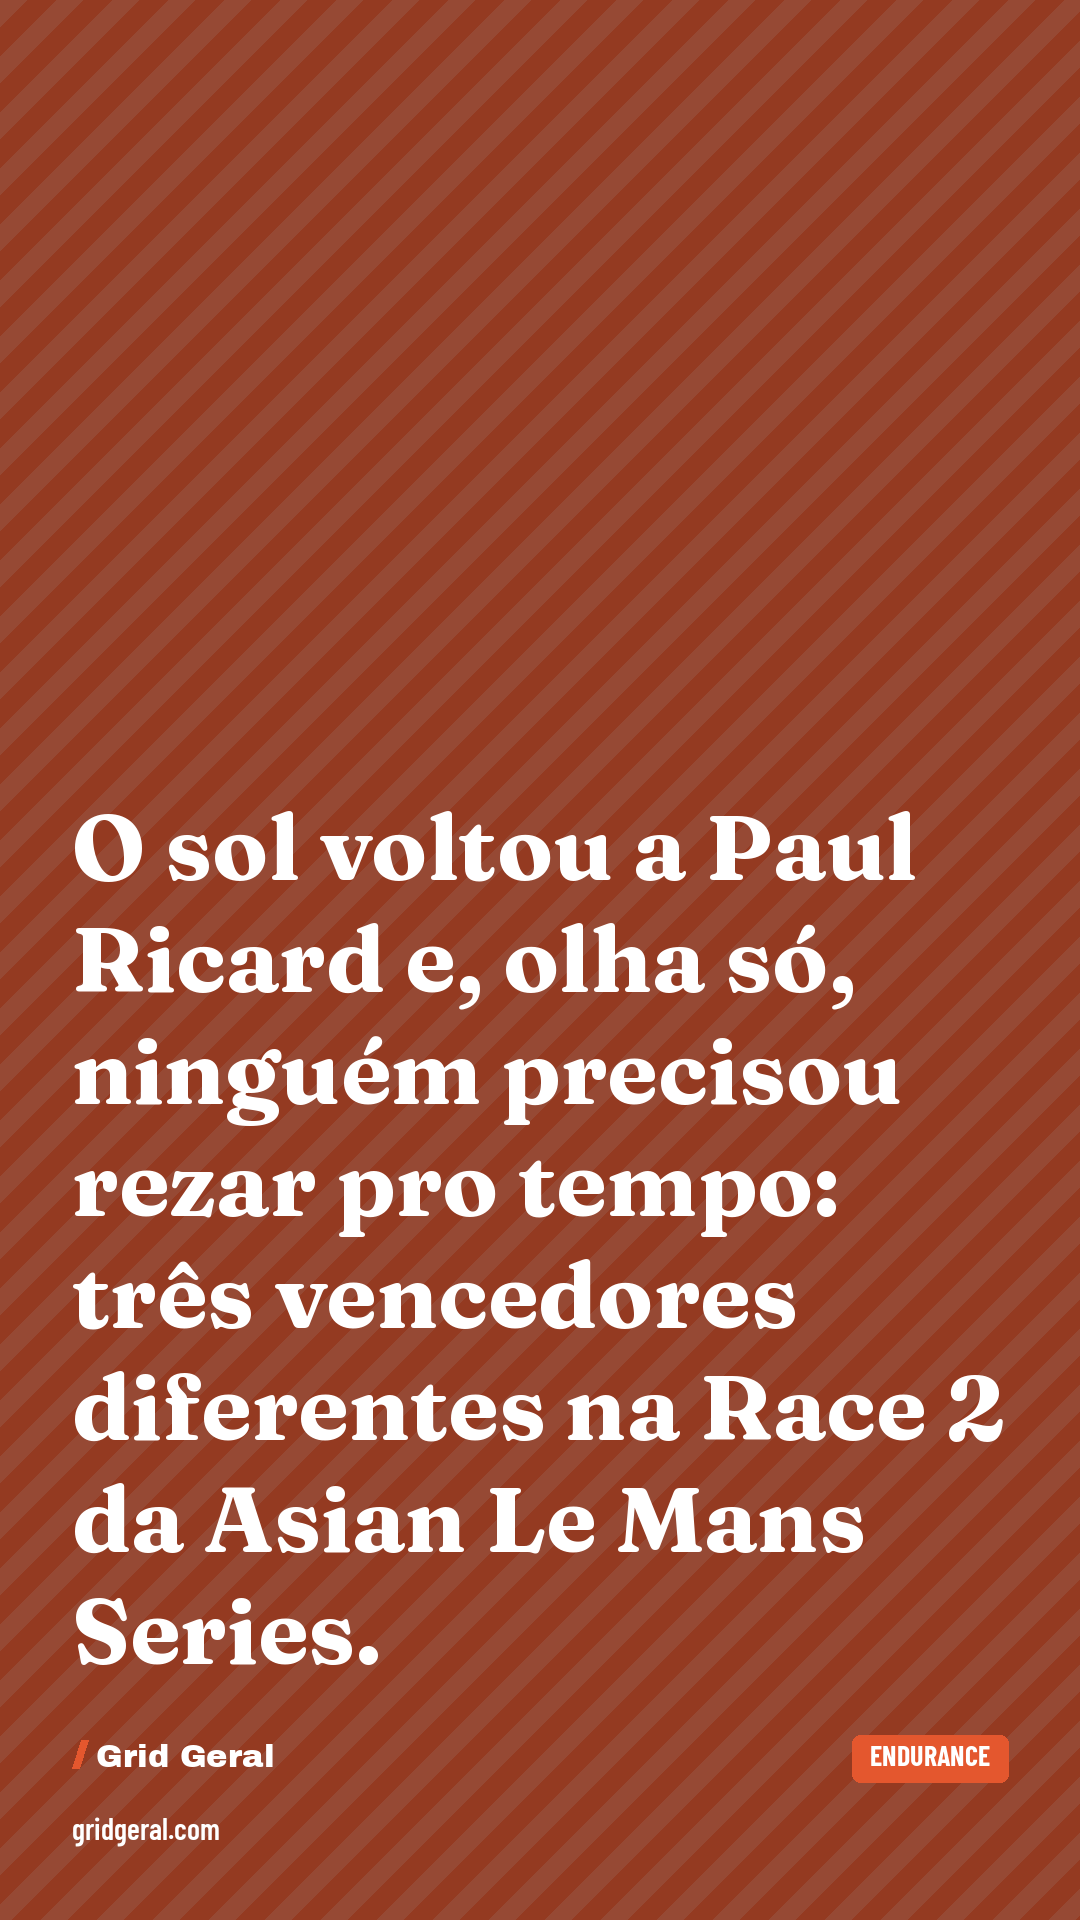 O sol voltou a Paul
Ricard e, olha só,
ninguém precisou
rezar pro tempo:
três vencedores
diferentes na Race 2
da Asian Le Mans
Series.
/ Grid Geral
ENDURANCE
gridgeral.com